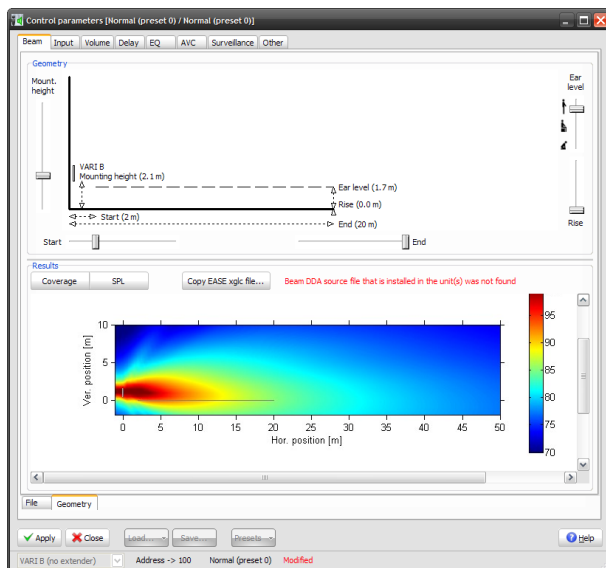 Control parameters [Normal (preset 0) / Normal (preset 0)]
Beam Input Volume Delay EQ AVC Surveillance Other
Geometry
Mount.
height
Ear
level
VARI B
Mounting height (2.1 m)
Ear level (1.7 m)
Rise (0.0 m)
Start (2 m)
End (20 m)
Rise
Start
End
Results
Coverage SPL Copy EASE xglc file... Beam DDA source file that is installed in the unit(s) was not found
Ver. position [m]
10
5
0
0 5 10 15 20 25 30 35 40 45 50
Hor. position [m]
95
90
85
80
75
70
File Geometry
Apply Close Load... Save... Presets Help
VARI B (no extender) Address -> 100 Normal (preset 0) Modified